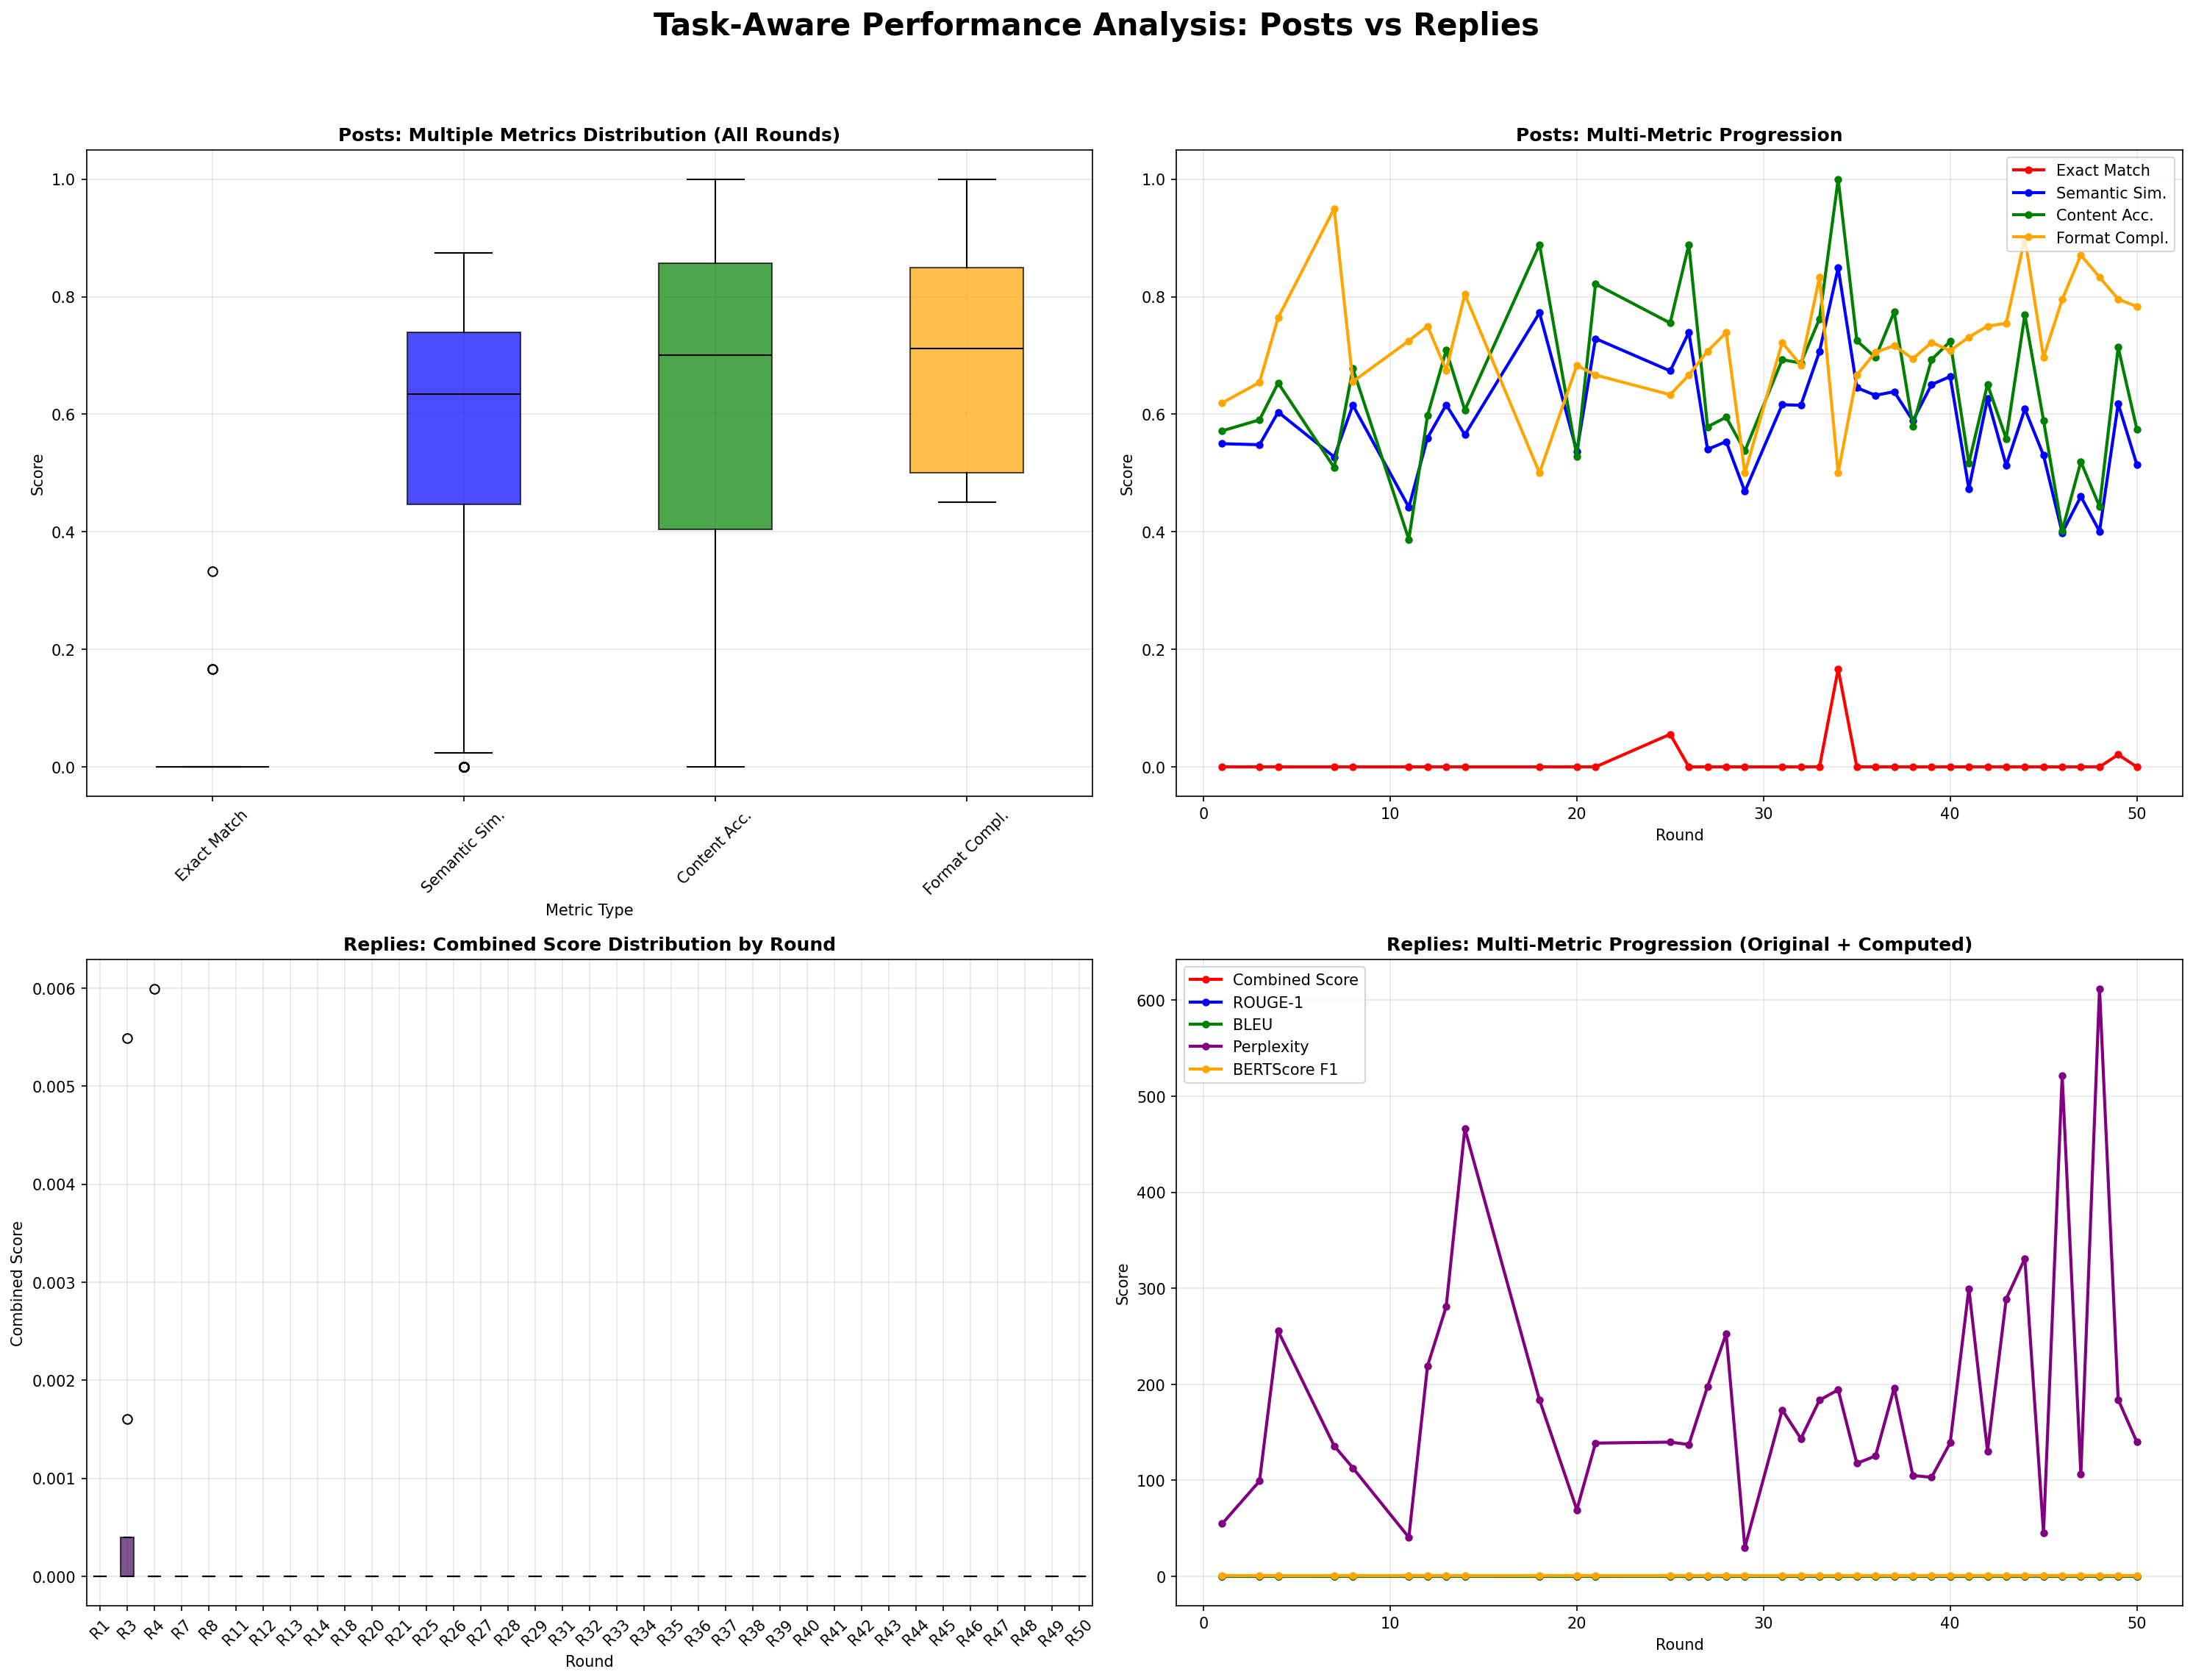 Task-Aware Performance Analysis: Posts vs Replies
Posts: Multiple Metrics Distribution (All Rounds)
Score
1.0
0.8
0.6
0.4
0.2
0.0
Exact Match
Semantic Sim.
Content Acc.
Format Compl.
Metric Type
Posts: Multi-Metric Progression
Score
1.0
0.8
0.6
0.4
0.2
0.0
Exact Match
Semantic Sim.
Content Acc.
Format Compl.
0 10 20 30 40 50
Round
Replies: Combined Score Distribution by Round
Combined Score
0.006
0.005
0.004
0.003
0.002
0.001
0.000
R1 R3 R4 R7 R8 R11 R12 R13 R14 R18 R20 R21 R25 R26 R27 R28 R29 R31 R32 R33 R34 R35 R36 R37 R38 R39 R40 R41 R42 R43 R44 R45 R46 R47 R48 R49 R50
Round
Replies: Multi-Metric Progression (Original + Computed)
Score
600
500
400
300
200
100
0
Combined Score
ROUGE-1
BLEU
Perplexity
BERTScore F1
0 10 20 30 40 50
Round